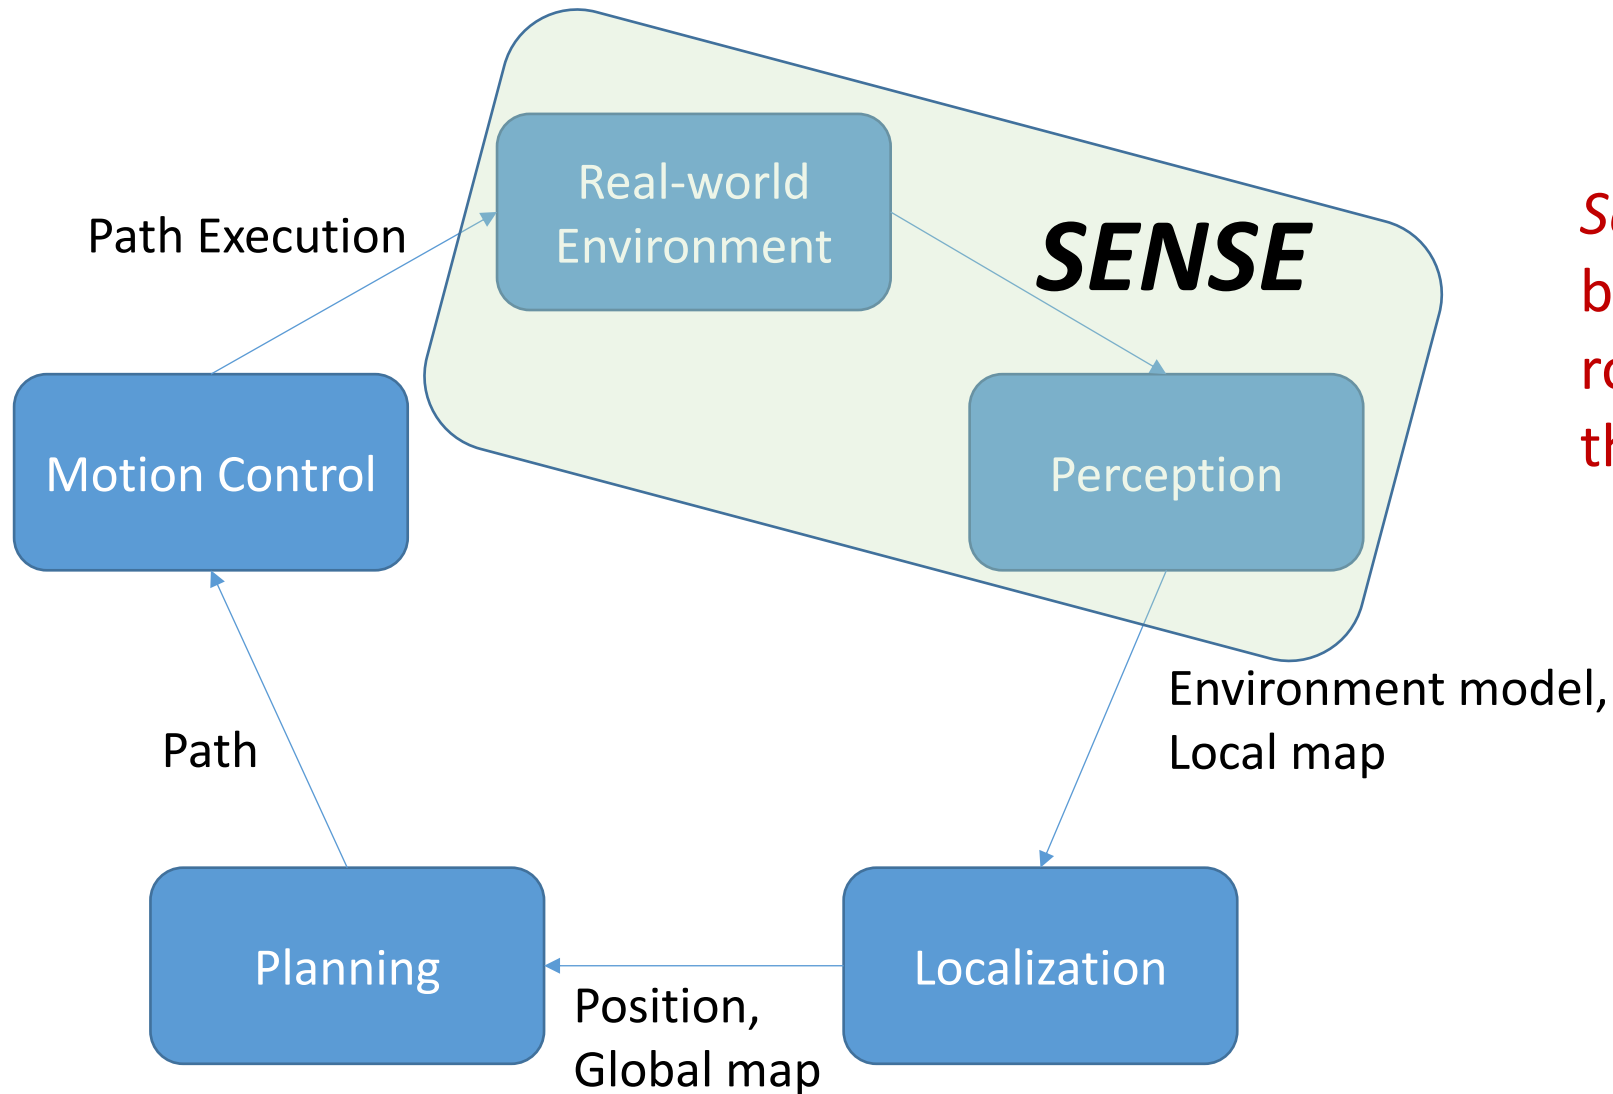 Real-world
Environment
SENSE
Path Execution
Motion Control
Perception
Environment model,
Local map
Path
Planning
Localization
Position,
Global map